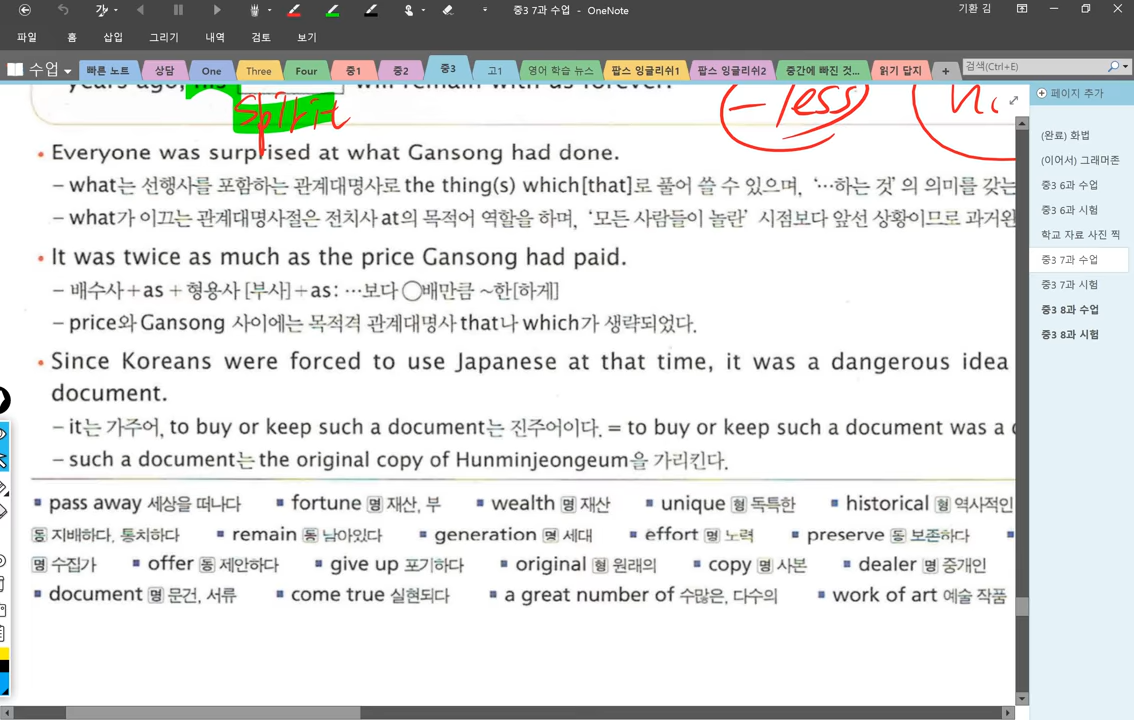 중3 7과 수업 - OneNote
기환 김
파일 홈 삽입 그리기 내역 검토 보기
수업 빠른 노트 상담 One Three Four 중1 중2 중3 고1 영어 학습 뉴스 팝스 잉글리쉬1 팝스 잉글리쉬2 중간에 빠진 것... 읽기 답지 + 검색(Ctrl+E)
페이지 추가
(완료) 화법
(이어서) 그래머존
중3 6과 수업
중3 6과 시험
학교 자료 사진 찍
중3 7과 수업
중3 7과 시험
중3 8과 수업
중3 8과 시험
years ago, his will remain with us forever.
spirit
-less
• Everyone was surprised at what Gansong had done.
– what는 선행사를 포함하는 관계대명사로 the thing(s) which[that]로 풀어 쓸 수 있으며, ‘…하는 것’의 의미를 갖는
– what가 이끄는 관계대명사절은 전치사 at의 목적어 역할을 하며, ‘모든 사람들이 놀란’ 시점보다 앞선 상황이므로 과거완
• It was twice as much as the price Gansong had paid.
– 배수사+as + 형용사 [부사]+as: …보다 ◯배만큼 ~한[하게]
– price와 Gansong 사이에는 목적격 관계대명사 that나 which가 생략되었다.
• Since Koreans were forced to use Japanese at that time, it was a dangerous idea
document.
– it는 가주어, to buy or keep such a document는 진주어이다. = to buy or keep such a document was a
– such a document는 the original copy of Hunminjeongeum을 가리킨다.
▪ pass away 세상을 떠나다 ▪ fortune 명 재산, 부 ▪ wealth 명 재산 ▪ unique 형 독특한 ▪ historical 형 역사적인
동 지배하다, 통치하다 ▪ remain 동 남아있다 ▪ generation 명 세대 ▪ effort 명 노력 ▪ preserve 동 보존하다 ▪
명 수집가 ▪ offer 동 제안하다 ▪ give up 포기하다 ▪ original 형 원래의 ▪ copy 명 사본 ▪ dealer 명 중개인
▪ document 명 문건, 서류 ▪ come true 실현되다 ▪ a great number of 수많은, 다수의 ▪ work of art 예술 작품